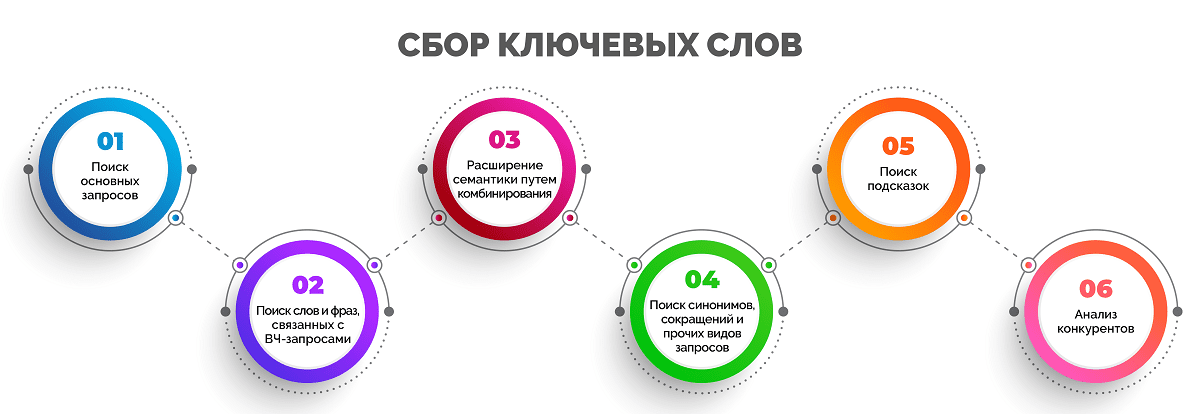 СБОР КЛЮЧЕВЫХ СЛОВ
01
Поиск
основных
запросов
02
Поиск слов и фраз,
связанных с
ВЧ-запросами
03
Расширение
семантики путем
комбинирования
04
Поиск синонимов,
сокращений и
прочих видов
запросов
05
Поиск
подсказок
06
Анализ
конкурентов